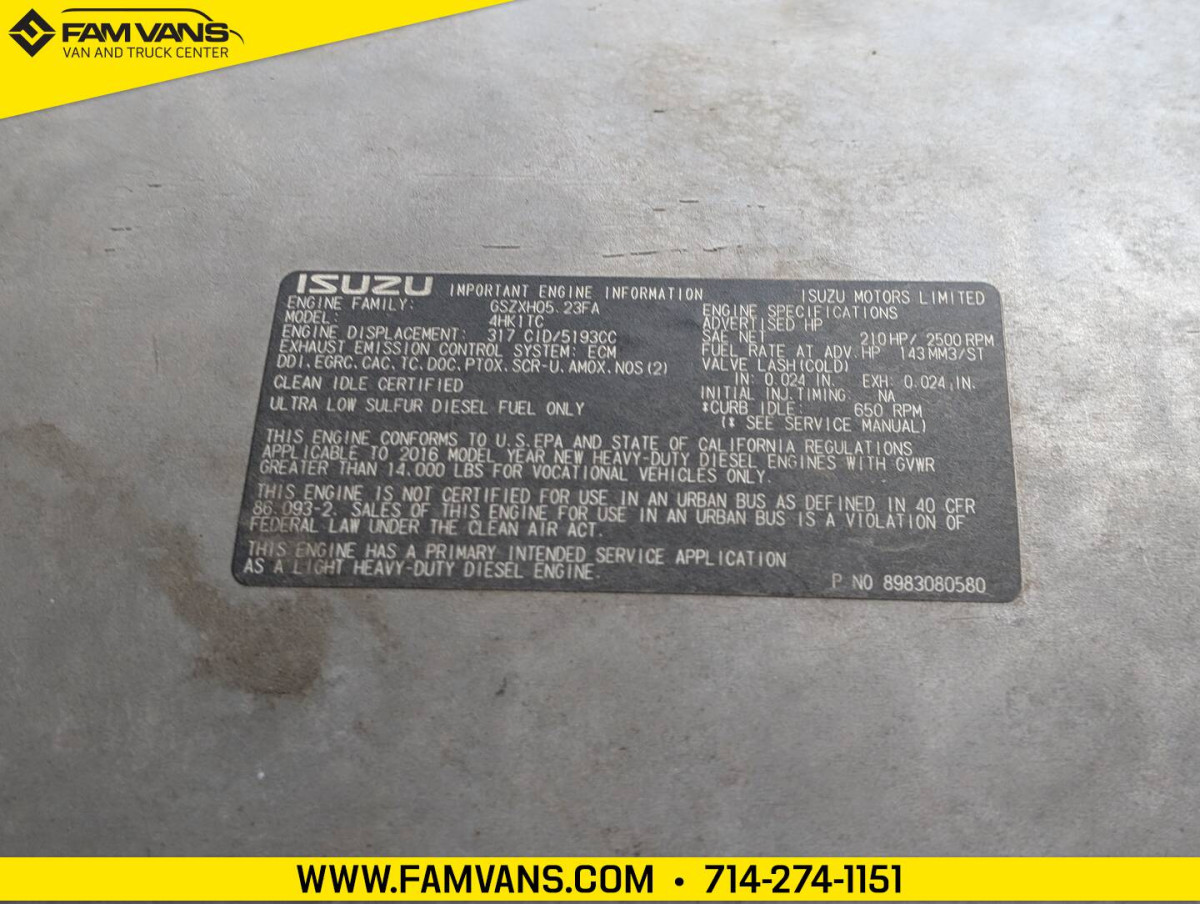 FAM VANS
VAN AND TRUCK CENTER
ISUZU IMPORTANT ENGINE INFORMATION ISUZU MOTORS LIMITED
ENGINE FAMILY: GSZXH05.23FA
MODEL: 4HK1TC
ENGINE DISPLACEMENT: 317 CID/5193CC
EXHAUST EMISSION CONTROL SYSTEM: ECM
DDI, EGRC, CAC, TC, DOC, PTOX, SCR-U, AMOX, NOS (2)
CLEAN IDLE CERTIFIED
ULTRA LOW SULFUR DIESEL FUEL ONLY
ENGINE SPECIFICATIONS
ADVERTISED HP
SAE NET 210 HP/ 2500 RPM
FUEL RATE AT ADV. HP 143 MM3/ST
VALVE LASH(COLD)
IN: 0.024 IN. EXH: 0.024 IN.
INITIAL INJ.TIMING: NA
*CURB IDLE: 650 RPM
(* SEE SERVICE MANUAL)
THIS ENGINE CONFORMS TO U.S.EPA AND STATE OF CALIFORNIA REGULATIONS
APPLICABLE TO 2016 MODEL YEAR NEW HEAVY-DUTY DIESEL ENGINES WITH GVWR
GREATER THAN 14,000 LBS FOR VOCATIONAL VEHICLES ONLY.
THIS ENGINE IS NOT CERTIFIED FOR USE IN AN URBAN BUS AS DEFINED IN 40 CFR
86.093-2. SALES OF THIS ENGINE FOR USE IN AN URBAN BUS IS A VIOLATION OF
FEDERAL LAW UNDER THE CLEAN AIR ACT.
THIS ENGINE HAS A PRIMARY INTENDED SERVICE APPLICATION
AS A LIGHT HEAVY-DUTY DIESEL ENGINE.
P NO 8983080580
WWW.FAMVANS.COM • 714-274-1151